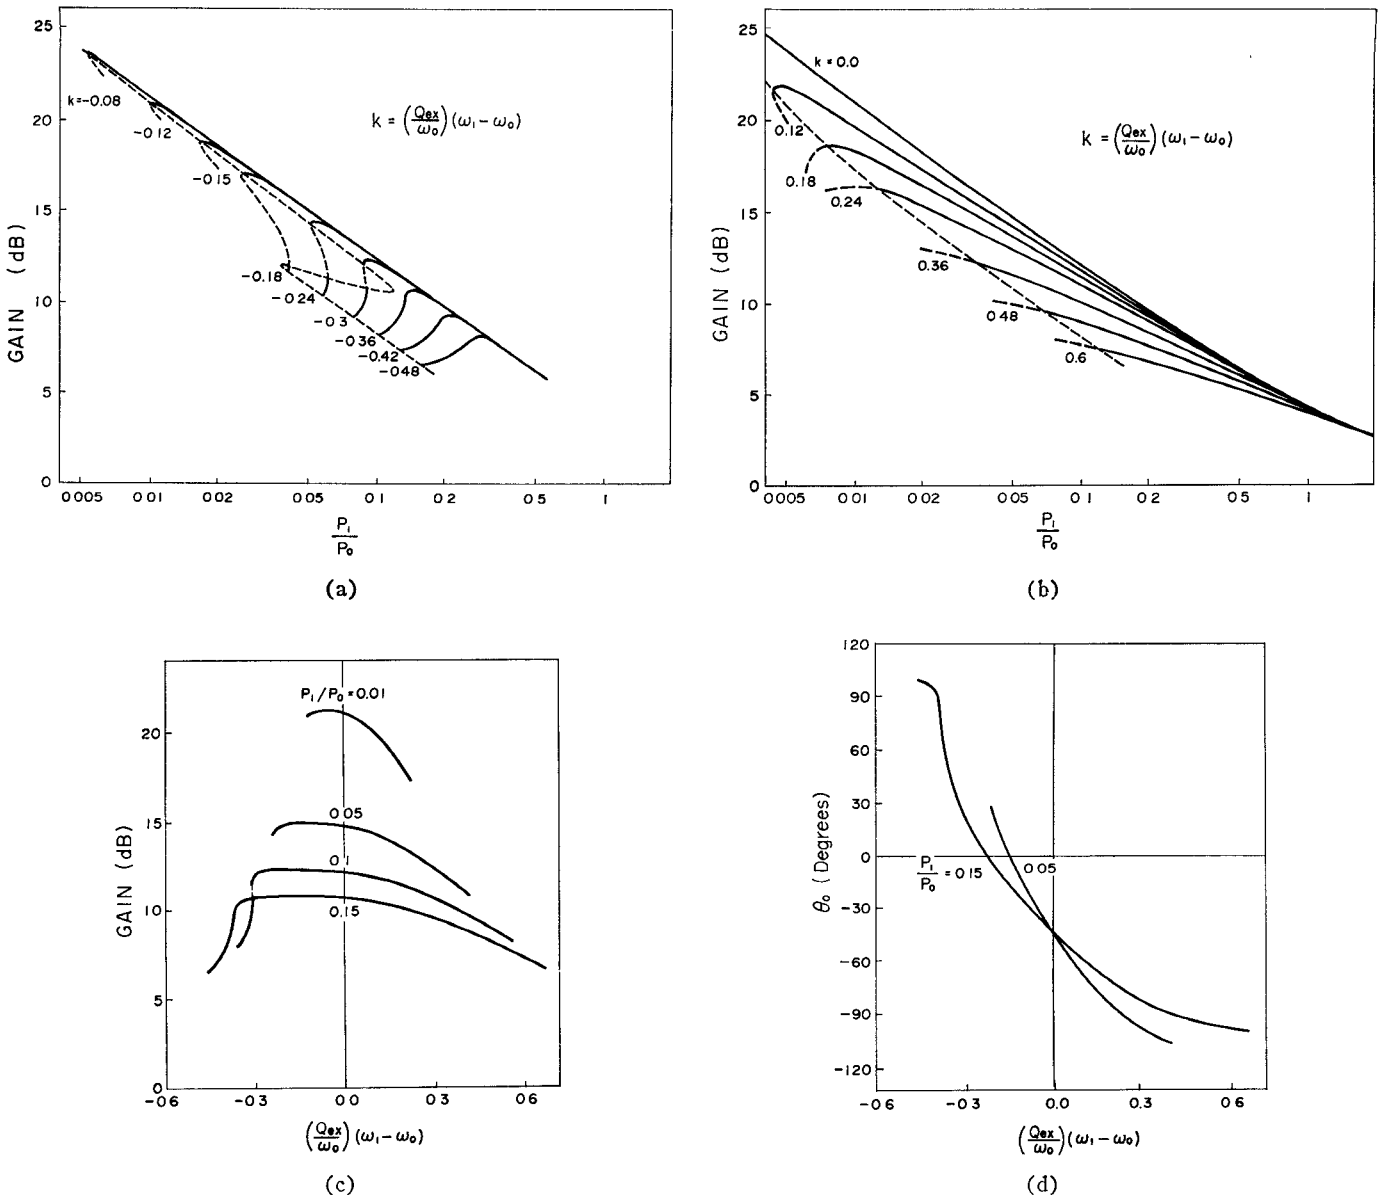 25
20
15
10
5
0
GAIN (dB)
k=-0.08
-0.12
-0.15
-0.18
-0.24
-0.3
-0.36
-0.42
-0.48
k = (Qex/ω₀)(ω₁ - ω₀)
0.005 0.01 0.02 0.05 0.1 0.2 0.5 1
P₁/P₀
(a)
25
20
15
10
5
0
GAIN (dB)
k=0.0
0.12
0.18
0.24
0.36
0.48
0.6
k = (Qex/ω₀)(ω₁ - ω₀)
0.005 0.01 0.02 0.05 0.1 0.2 0.5 1
P₁/P₀
(b)
20
15
10
5
0
GAIN (dB)
P₁/P₀ = 0.01
0.05
0.1
0.15
-0.6 -0.3 0.0 0.3 0.6
(Qex/ω₀)(ω₁ - ω₀)
(c)
120
90
60
30
0
-30
-60
-90
-120
θ₀ (Degrees)
P₁/P₀ = 0.15
0.05
-0.6 -0.3 0.0 0.3 0.6
(Qex/ω₀)(ω₁ - ω₀)
(d)